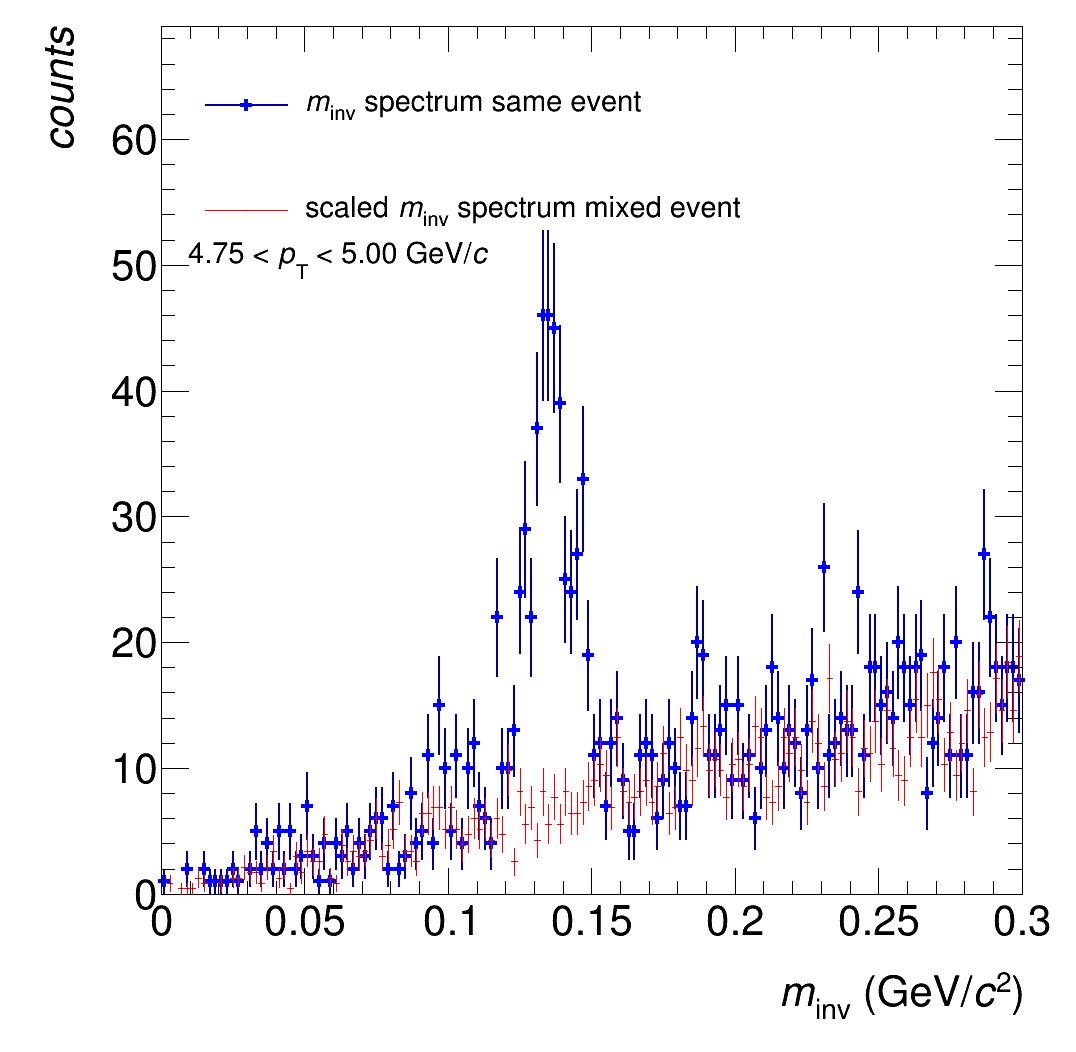 counts
m_inv spectrum same event
scaled m_inv spectrum mixed event
4.75 < p_T < 5.00 GeV/c
60
50
40
30
20
10
0
0 0.05 0.1 0.15 0.2 0.25 0.3
m_inv (GeV/c²)